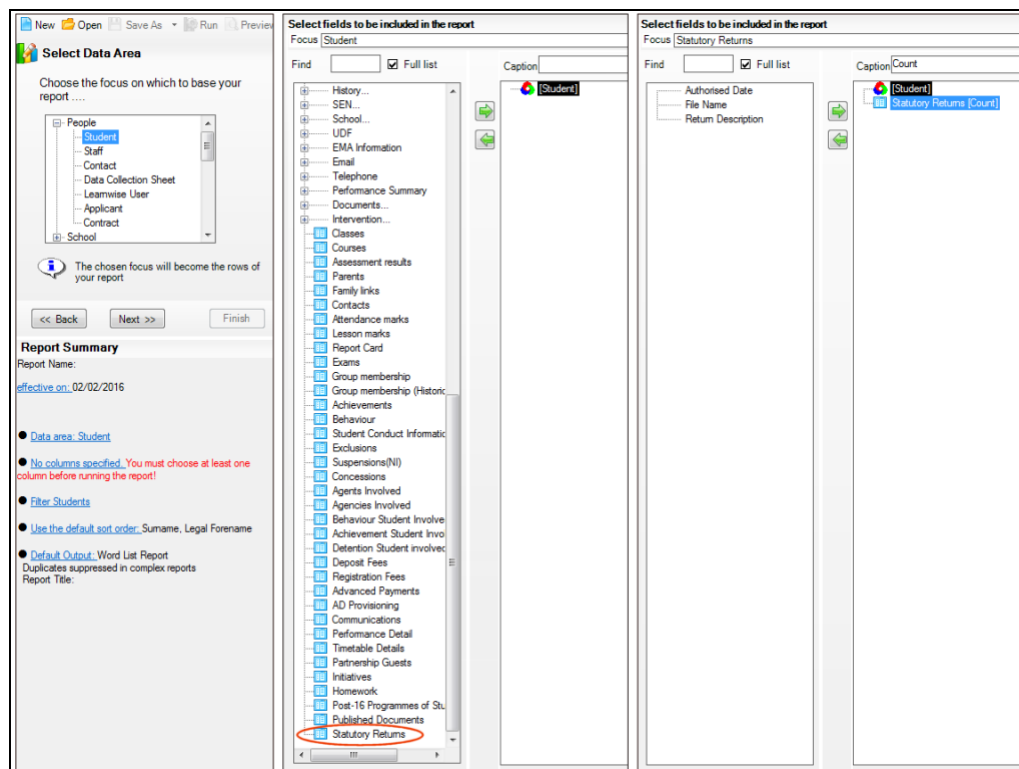 New Open Save As Run Preview
Select Data Area
Choose the focus on which to base your
report ....
People
Student
Staff
Contact
Data Collection Sheet
Learnwise User
Applicant
Contract
School
The chosen focus will become the rows of
your report
<< Back Next >> Finish
Report Summary
Report Name:
effective on: 02/02/2016
Data area: Student
No columns specified. You must choose at least one
column before running the report!
Filter Students
Use the default sort order: Surname, Legal Forename
Default Output: Word List Report
Duplicates suppressed in complex reports
Report Title:
Select fields to be included in the report
Focus Student
Find Full list Caption
History...
SEN...
School...
UDF
EMA Information
Email
Telephone
Performance Summary
Documents...
Intervention...
Classes
Courses
Assessment results
Parents
Family links
Contacts
Attendance marks
Lesson marks
Report Card
Exams
Group membership
Group membership (Historic
Achievements
Behaviour
Student Conduct Informatic
Exclusions
Suspensions(NI)
Concessions
Agents Involved
Agencies Involved
Behaviour Student Involve
Achievement Student Invo
Detention Student involvec
Deposit Fees
Registration Fees
Advanced Payments
AD Provisioning
Communications
Performance Detail
Timetable Details
Partnership Guests
Initiatives
Homework
Post-16 Programmes of Stu
Published Documents
Statutory Returns
[Student]
Select fields to be included in the report
Focus Statutory Returns
Find Full list Caption Count
Authorised Date
File Name
Return Description
[Student]
Statutory Returns [Count]